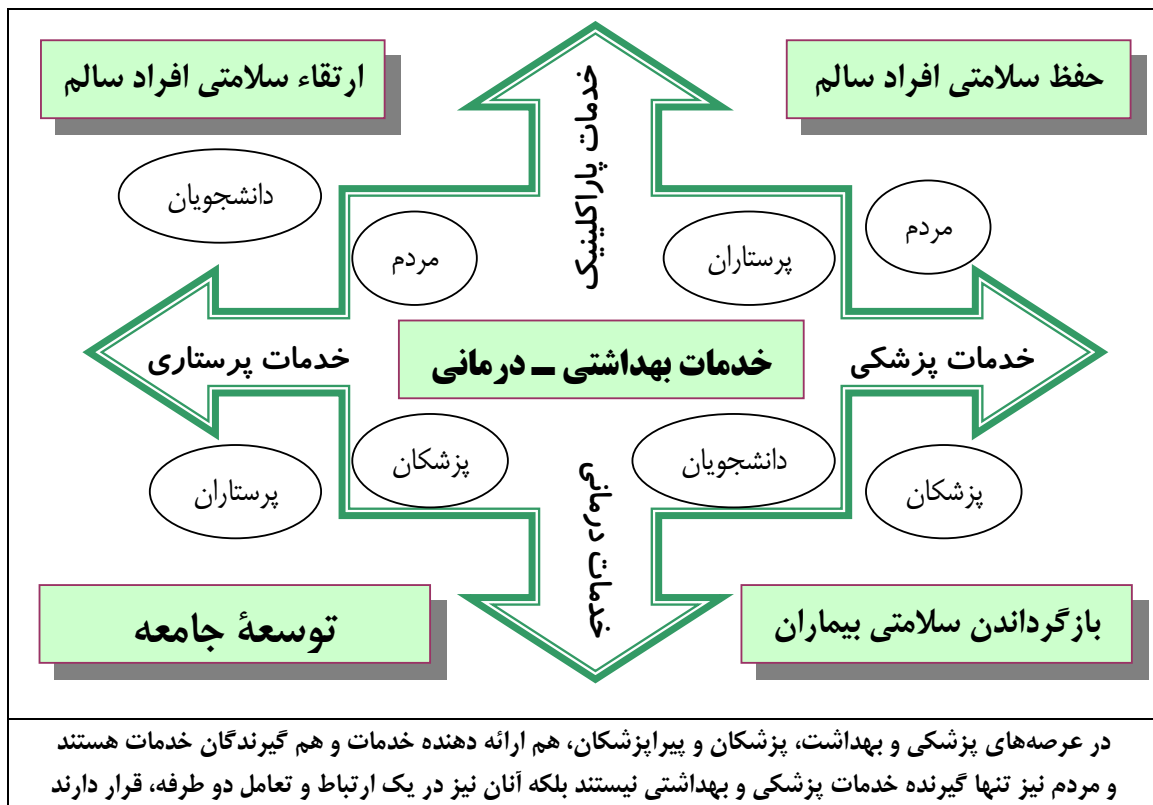 حفظ سلامتی افراد سالم
ارتقاء سلامتی افراد سالم
خدمات پاراکلینیک
دانشجویان
مردم
پرستاران
مردم
خدمات پزشکی
خدمات بهداشتی ــ درمانی
خدمات پرستاری
پزشکان
دانشجویان
پزشکان
پرستاران
خدمات درمانی
بازگرداندن سلامتی بیماران
توسعهٔ جامعه
در عرصه‌های پزشکی و بهداشت، پزشکان و پیراپزشکان، هم ارائه دهنده خدمات و هم گیرندگان خدمات هستند
و مردم نیز تنها گیرنده خدمات پزشکی و بهداشتی نیستند بلکه آنان نیز در یک ارتباط و تعامل دو طرفه، قرار دارند